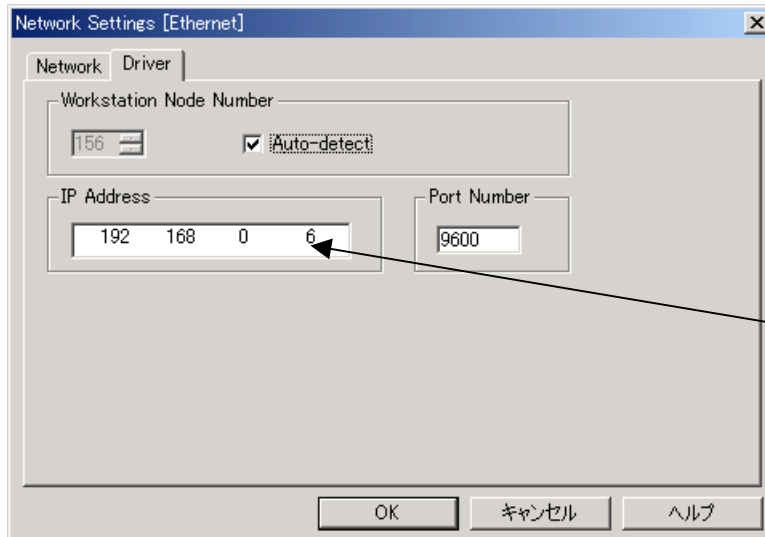 Network Settings [Ethernet]
Network Driver
Workstation Node Number
156 Auto-detect
IP Address Port Number
192 168 0 6 9600
OK キャンセル ヘルプ